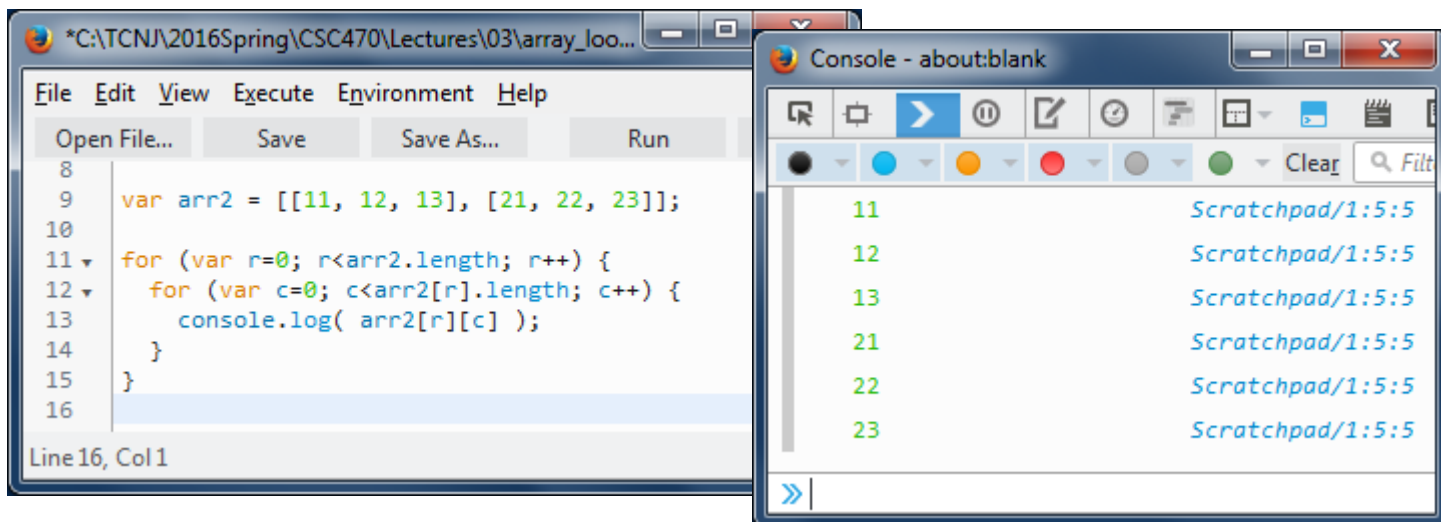 *C:\TCNJ\2016Spring\CSC470\Lectures\03\array_loo...
File Edit View Execute Environment Help
Open File... Save Save As... Run
8
9 var arr2 = [[11, 12, 13], [21, 22, 23]];
10
11 for (var r=0; r<arr2.length; r++) {
12 for (var c=0; c<arr2[r].length; c++) {
13 console.log( arr2[r][c] );
14 }
15 }
16
Line 16, Col 1
Console - about:blank
Clear Filt
11 Scratchpad/1:5:5
12 Scratchpad/1:5:5
13 Scratchpad/1:5:5
21 Scratchpad/1:5:5
22 Scratchpad/1:5:5
23 Scratchpad/1:5:5
»